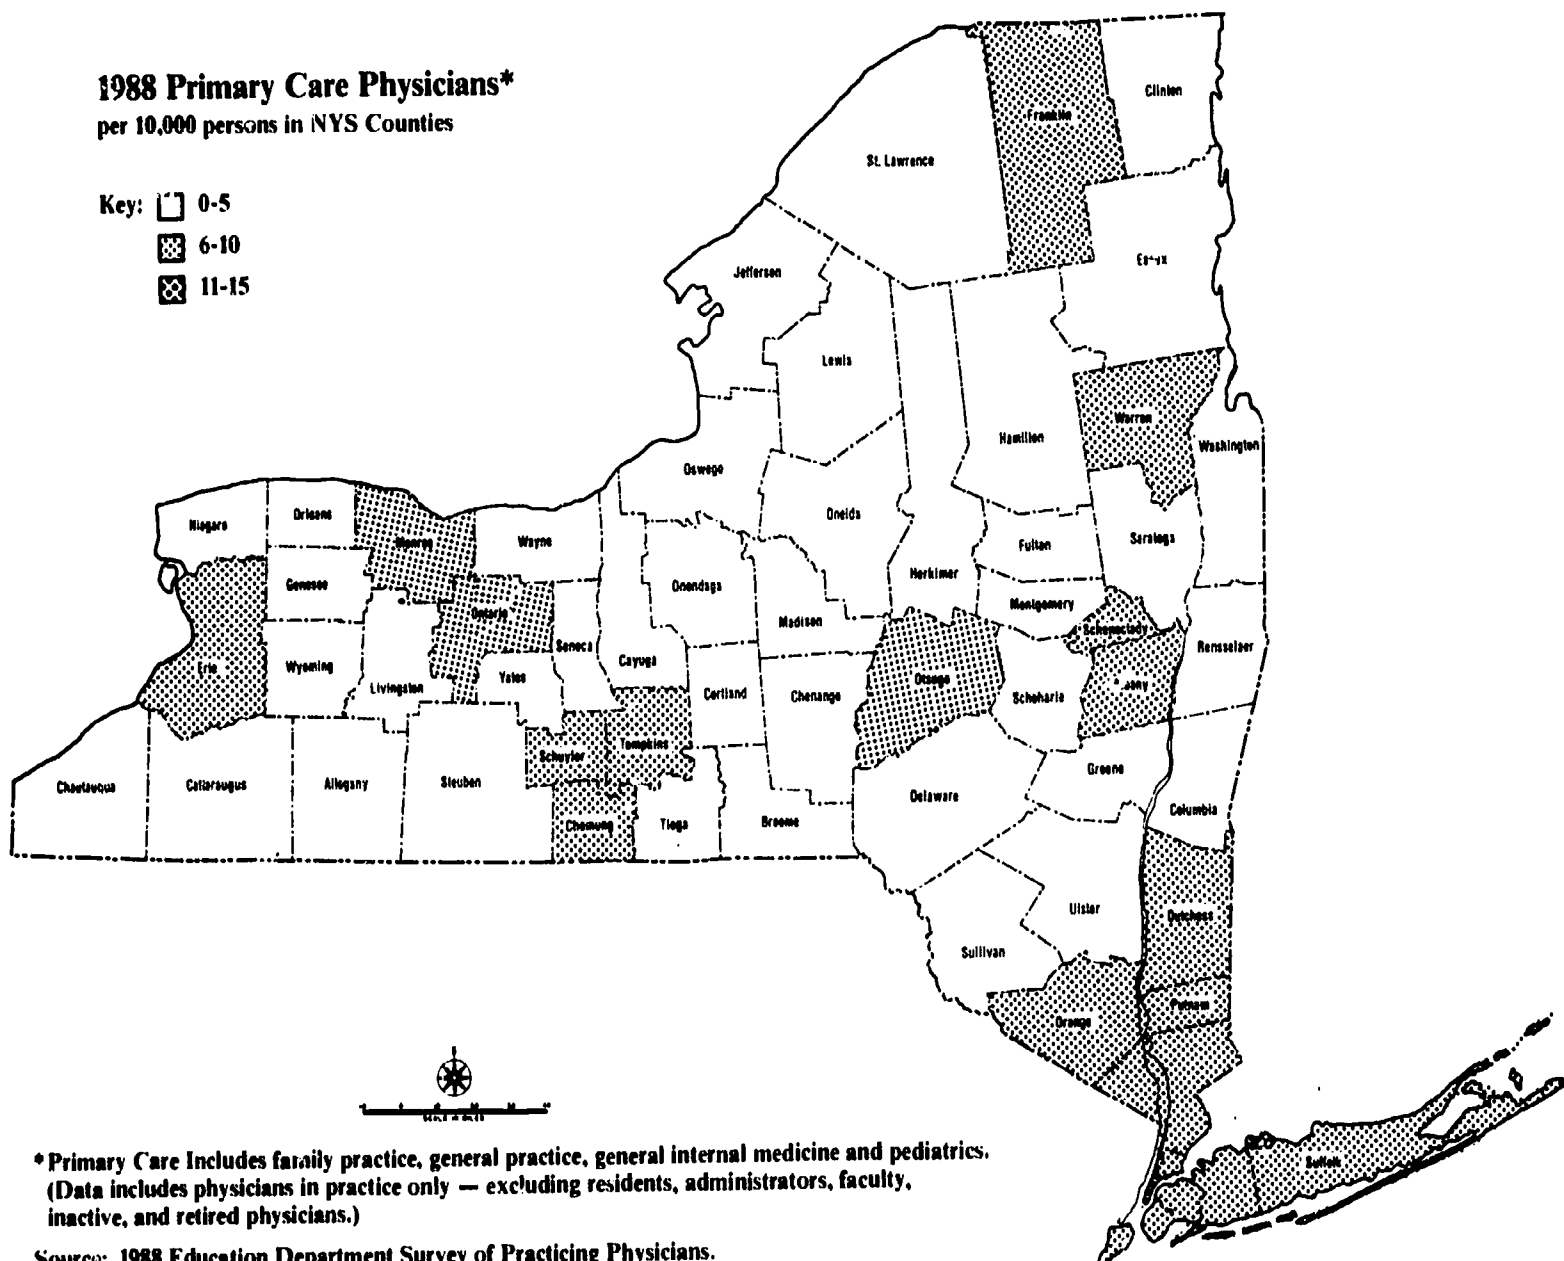 1988 Primary Care Physicians*
per 10,000 persons in NYS Counties
Key:
0-5
6-10
11-15
Clinton
Franklin
St. Lawrence
Jefferson
Lewis
Hamilton
Warren
Washington
Oswego
Oneida
Herkimer
Fulton
Saratoga
Niagara
Orleans
Monroe
Wayne
Genesee
Ontario
Onondaga
Madison
Montgomery
Schenectady
Rensselaer
Erie
Wyoming
Livingston
Yates
Seneca
Cayuga
Cortland
Chenango
Otsego
Schoharie
Chautauqua
Cattaraugus
Allegany
Steuben
Schuyler
Tompkins
Chemung
Tioga
Broome
Delaware
Greene
Columbia
Ulster
Dutchess
Sullivan
Orange
Putnam
Suffolk
*Primary Care Includes family practice, general practice, general internal medicine and pediatrics.
(Data includes physicians in practice only — excluding residents, administrators, faculty,
inactive, and retired physicians.)
Source: 1988 Education Department Survey of Practicing Physicians.